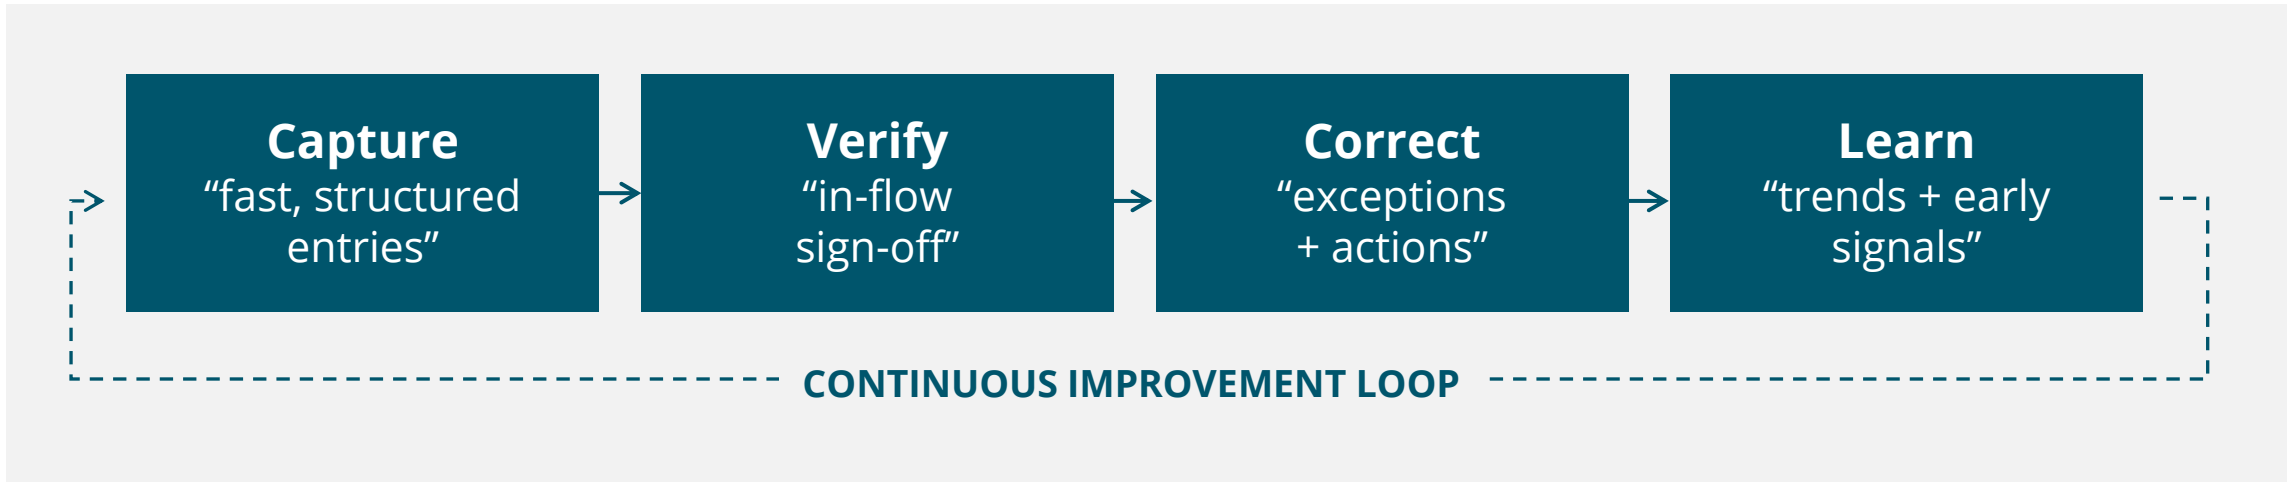 Capture
“fast, structured
entries”
Verify
“in-flow
sign-off”
Correct
“exceptions
+ actions”
Learn
“trends + early
signals”
CONTINUOUS IMPROVEMENT LOOP